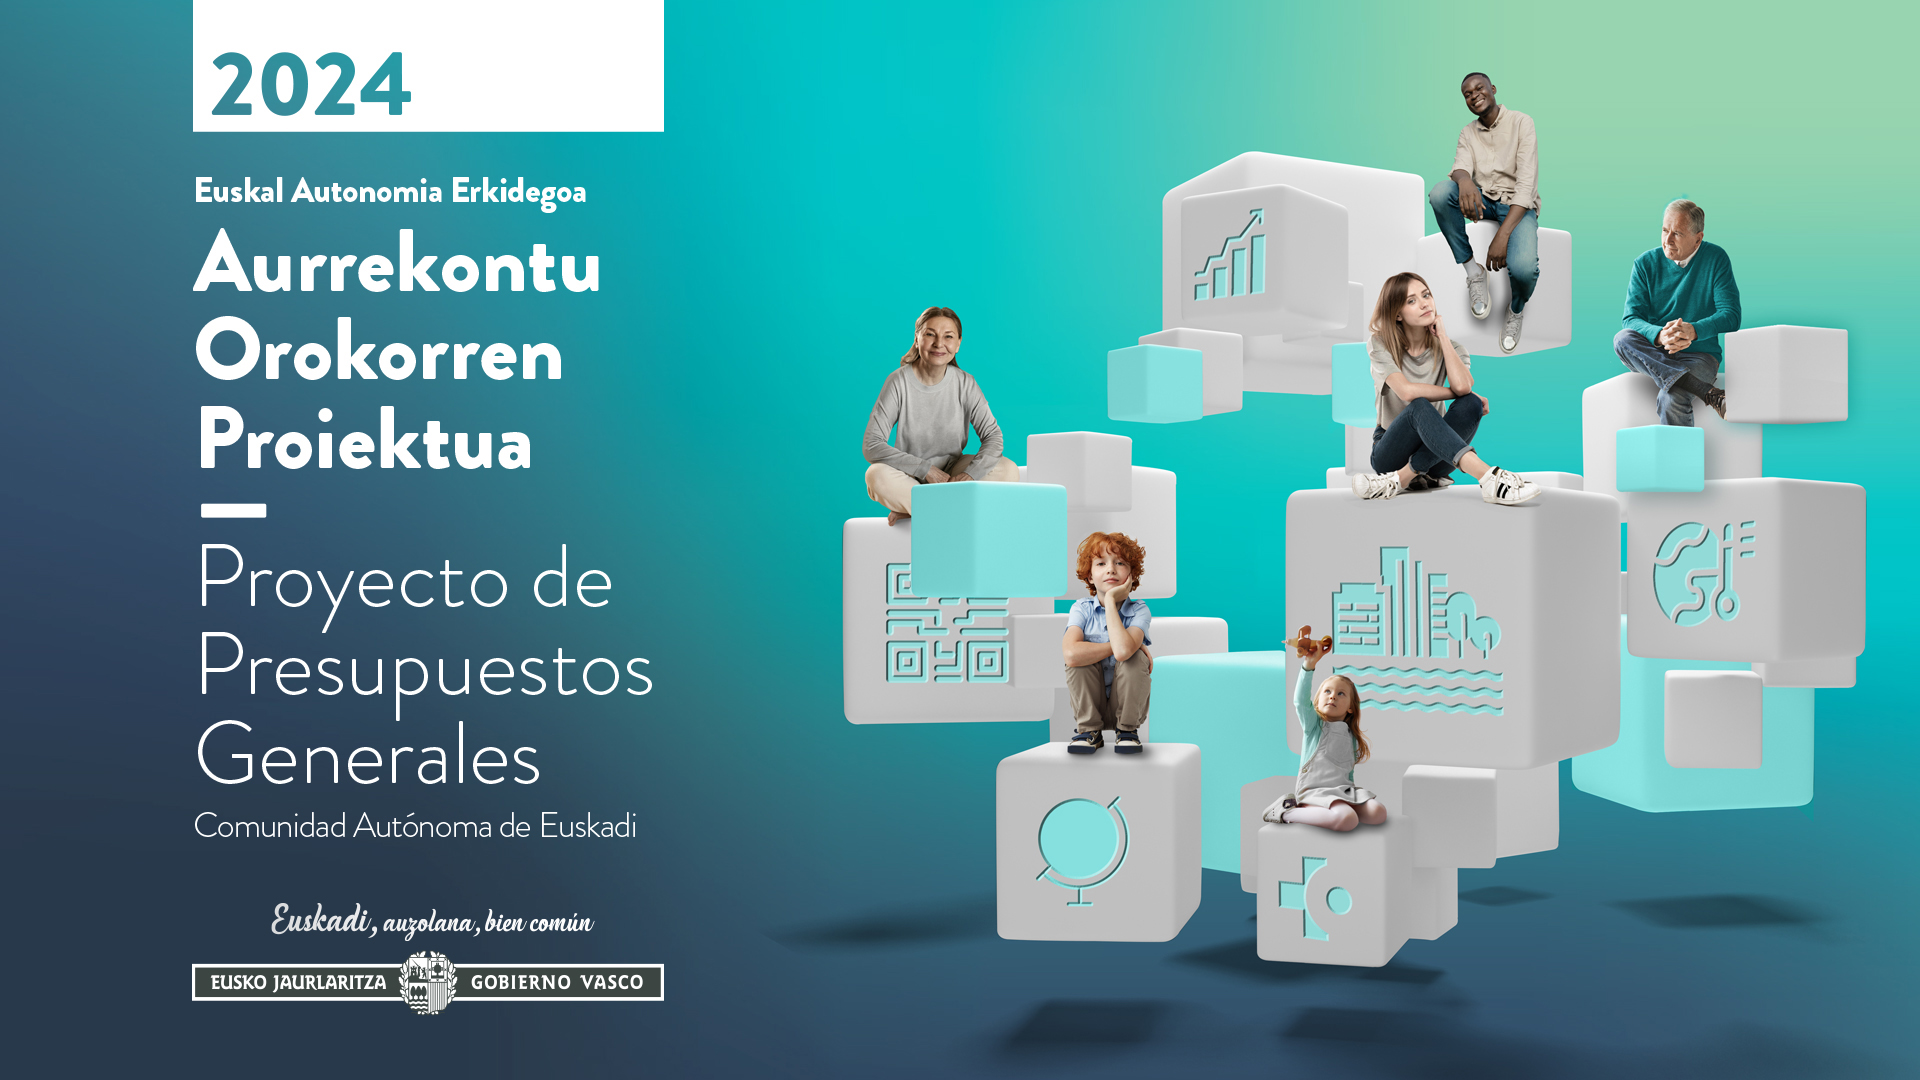 2024
Euskal Autonomia Erkidegoa
Aurrekontu
Orokorren
Proiektua
Proyecto de
Presupuestos
Generales
Comunidad Autónoma de Euskadi
Euskadi, auzolana, bien común
EUSKO JAURLARITZA GOBIERNO VASCO